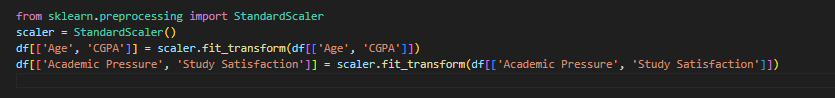 from sklearn.preprocessing import StandardScaler
scaler = StandardScaler()
df[['Age', 'CGPA']] = scaler.fit_transform(df[['Age', 'CGPA']])
df[['Academic Pressure', 'Study Satisfaction']] = scaler.fit_transform(df[['Academic Pressure', 'Study Satisfaction']])